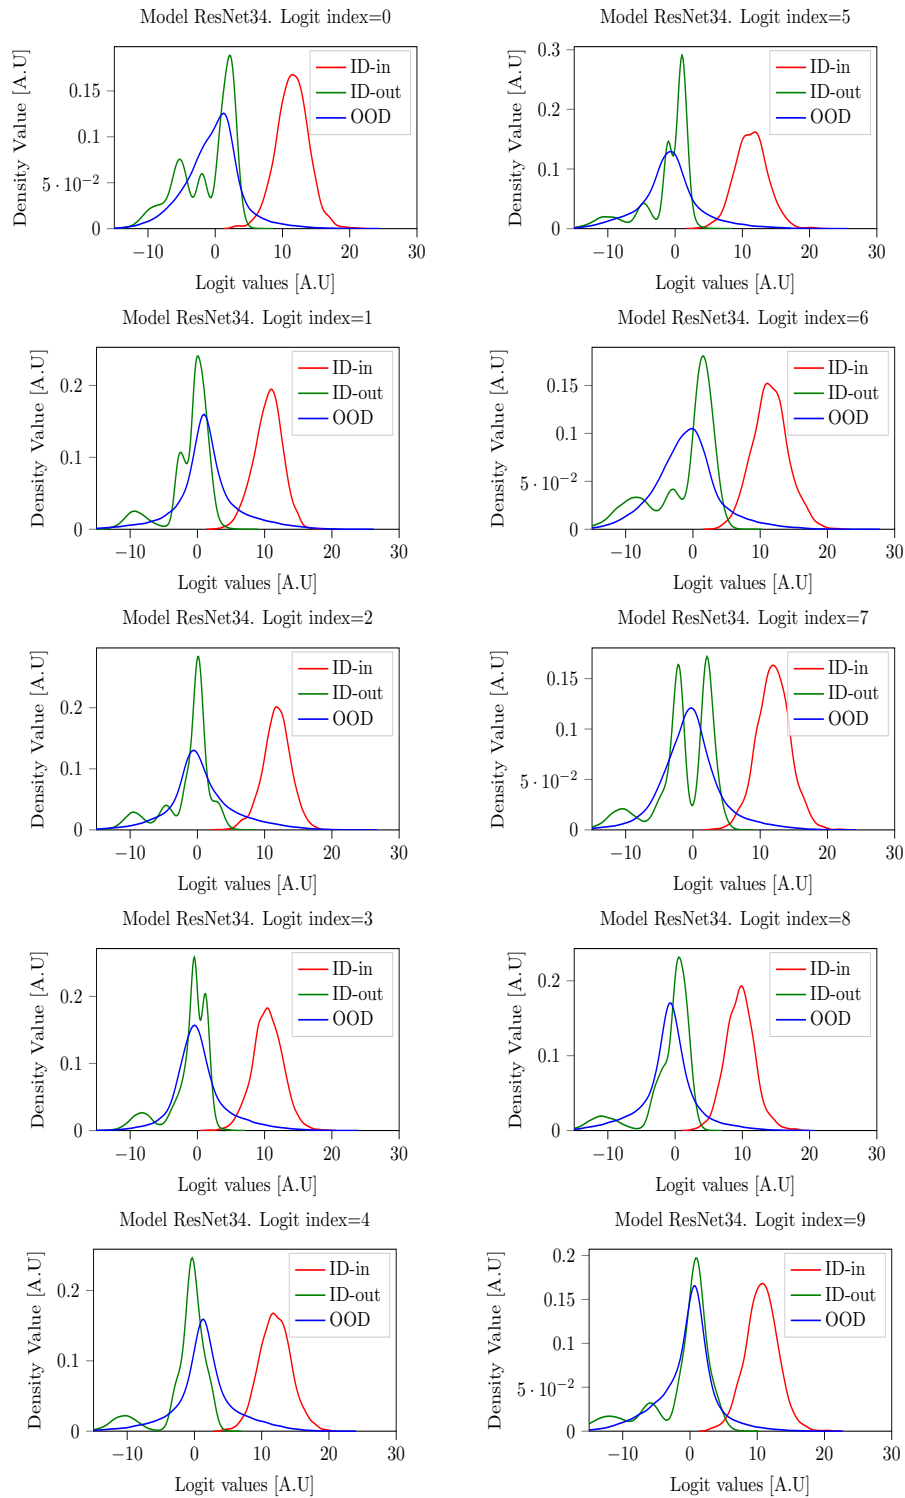 Model ResNet34. Logit index=0
Density Value [A.U]
0.15
0.1
5 · 10⁻²
0
ID-in
ID-out
OOD
−10 0 10 20 30
Logit values [A.U]
Model ResNet34. Logit index=5
Density Value [A.U]
0.3
0.2
0.1
0
ID-in
ID-out
OOD
−10 0 10 20 30
Logit values [A.U]
Model ResNet34. Logit index=1
Density Value [A.U]
0.2
0.1
0
ID-in
ID-out
OOD
−10 0 10 20 30
Logit values [A.U]
Model ResNet34. Logit index=6
Density Value [A.U]
0.15
0.1
5 · 10⁻²
0
ID-in
ID-out
OOD
−10 0 10 20 30
Logit values [A.U]
Model ResNet34. Logit index=2
Density Value [A.U]
0.2
0.1
0
ID-in
ID-out
OOD
−10 0 10 20 30
Logit values [A.U]
Model ResNet34. Logit index=7
Density Value [A.U]
0.15
0.1
5 · 10⁻²
0
ID-in
ID-out
OOD
−10 0 10 20 30
Logit values [A.U]
Model ResNet34. Logit index=3
Density Value [A.U]
0.2
0.1
0
ID-in
ID-out
OOD
−10 0 10 20 30
Logit values [A.U]
Model ResNet34. Logit index=8
Density Value [A.U]
0.2
0.1
0
ID-in
ID-out
OOD
−10 0 10 20 30
Logit values [A.U]
Model ResNet34. Logit index=4
Density Value [A.U]
0.2
0.1
0
ID-in
ID-out
OOD
−10 0 10 20 30
Logit values [A.U]
Model ResNet34. Logit index=9
Density Value [A.U]
0.2
0.15
0.1
5 · 10⁻²
0
ID-in
ID-out
OOD
−10 0 10 20 30
Logit values [A.U]